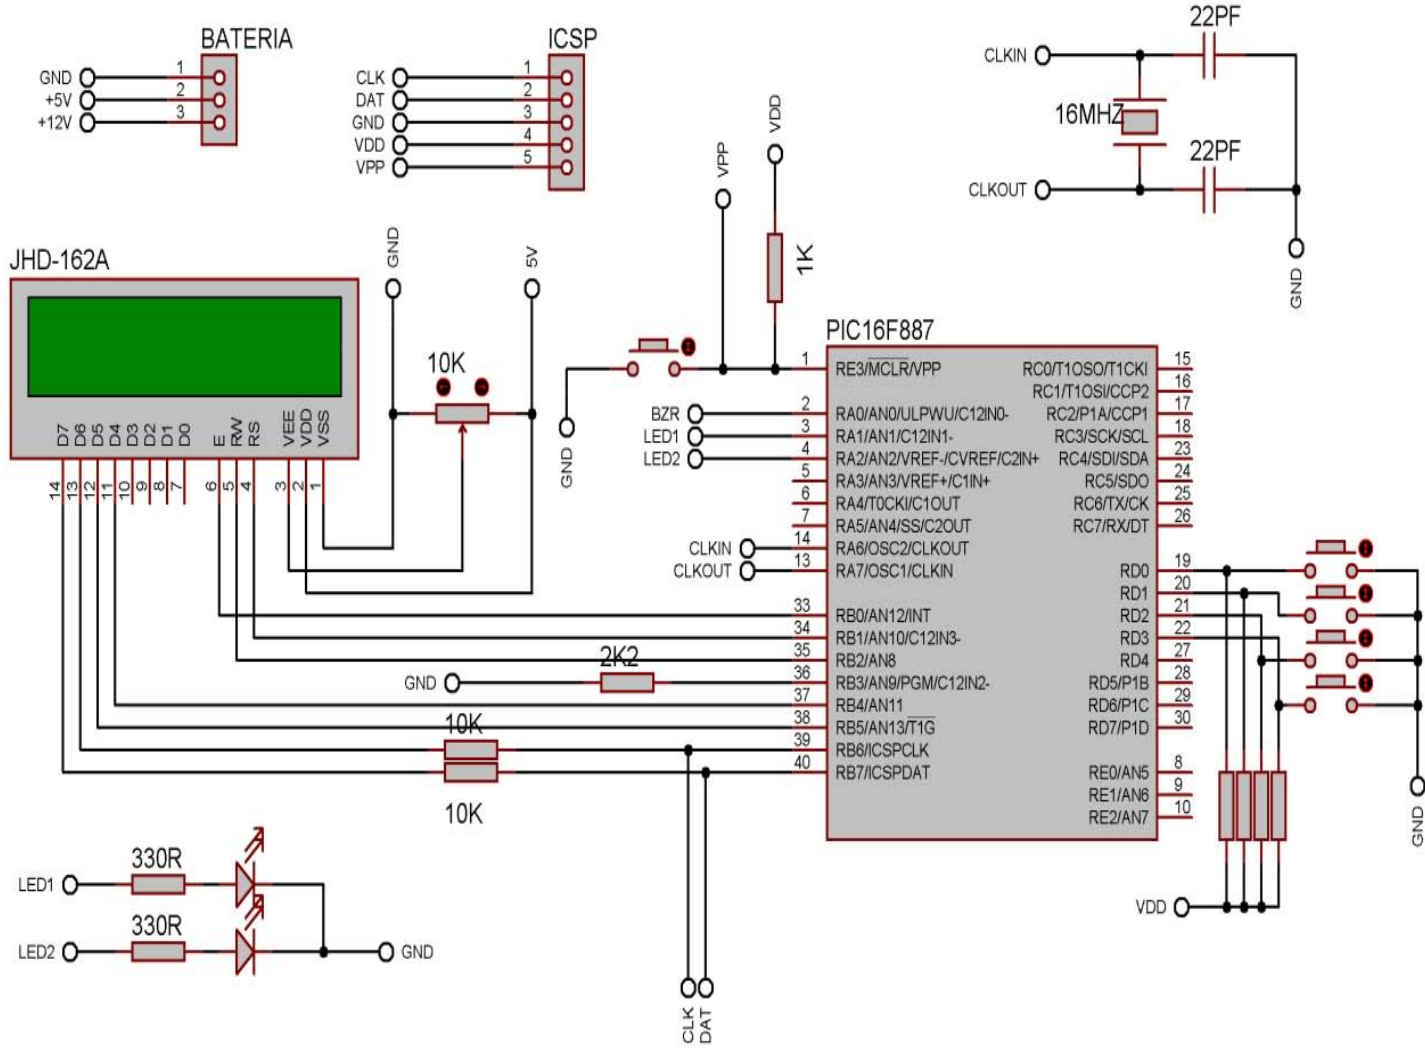 BATERIA
GND 1
+5V 2
+12V 3
ICSP
CLK 1
DAT 2
GND 3
VDD 4
VPP 5
22PF
CLKIN
16MHZ
22PF
CLKOUT
GND
VPP
VDD
1K
JHD-162A
GND
5V
10K
D7
D6
D5
D4
D3
D2
D1
D0
E
RW
RS
VEE
VDD
VSS
14
13
12
11
10
9
8
7
6
5
4
3
2
1
GND
PIC16F887
1 RE3/MCLR/VPP
BZR 2 RA0/AN0/ULPWU/C12IN0-
LED1 3 RA1/AN1/C12IN1-
LED2 4 RA2/AN2/VREF-/CVREF/C2IN+
5 RA3/AN3/VREF+/C1IN+
6 RA4/T0CKI/C1OUT
7 RA5/AN4/SS/C2OUT
CLKIN 14 RA6/OSC2/CLKOUT
CLKOUT 13 RA7/OSC1/CLKIN
33 RB0/AN12/INT
34 RB1/AN10/C12IN3-
35 RB2/AN8
2K2
GND 36 RB3/AN9/PGM/C12IN2-
37 RB4/AN11
38 RB5/AN13/T1G
10K
39 RB6/ICSPCLK
40 RB7/ICSPDAT
10K
RC0/T1OSO/T1CKI 15
RC1/T1OSI/CCP2 16
RC2/P1A/CCP1 17
RC3/SCK/SCL 18
RC4/SDI/SDA 23
RC5/SDO 24
RC6/TX/CK 25
RC7/RX/DT 26
RD0 19
RD1 20
RD2 21
RD3 22
RD4 27
RD5/P1B 28
RD6/P1C 29
RD7/P1D 30
RE0/AN5 8
RE1/AN6 9
RE2/AN7 10
GND
VDD
330R
LED1
330R
LED2
GND
CLK
DAT